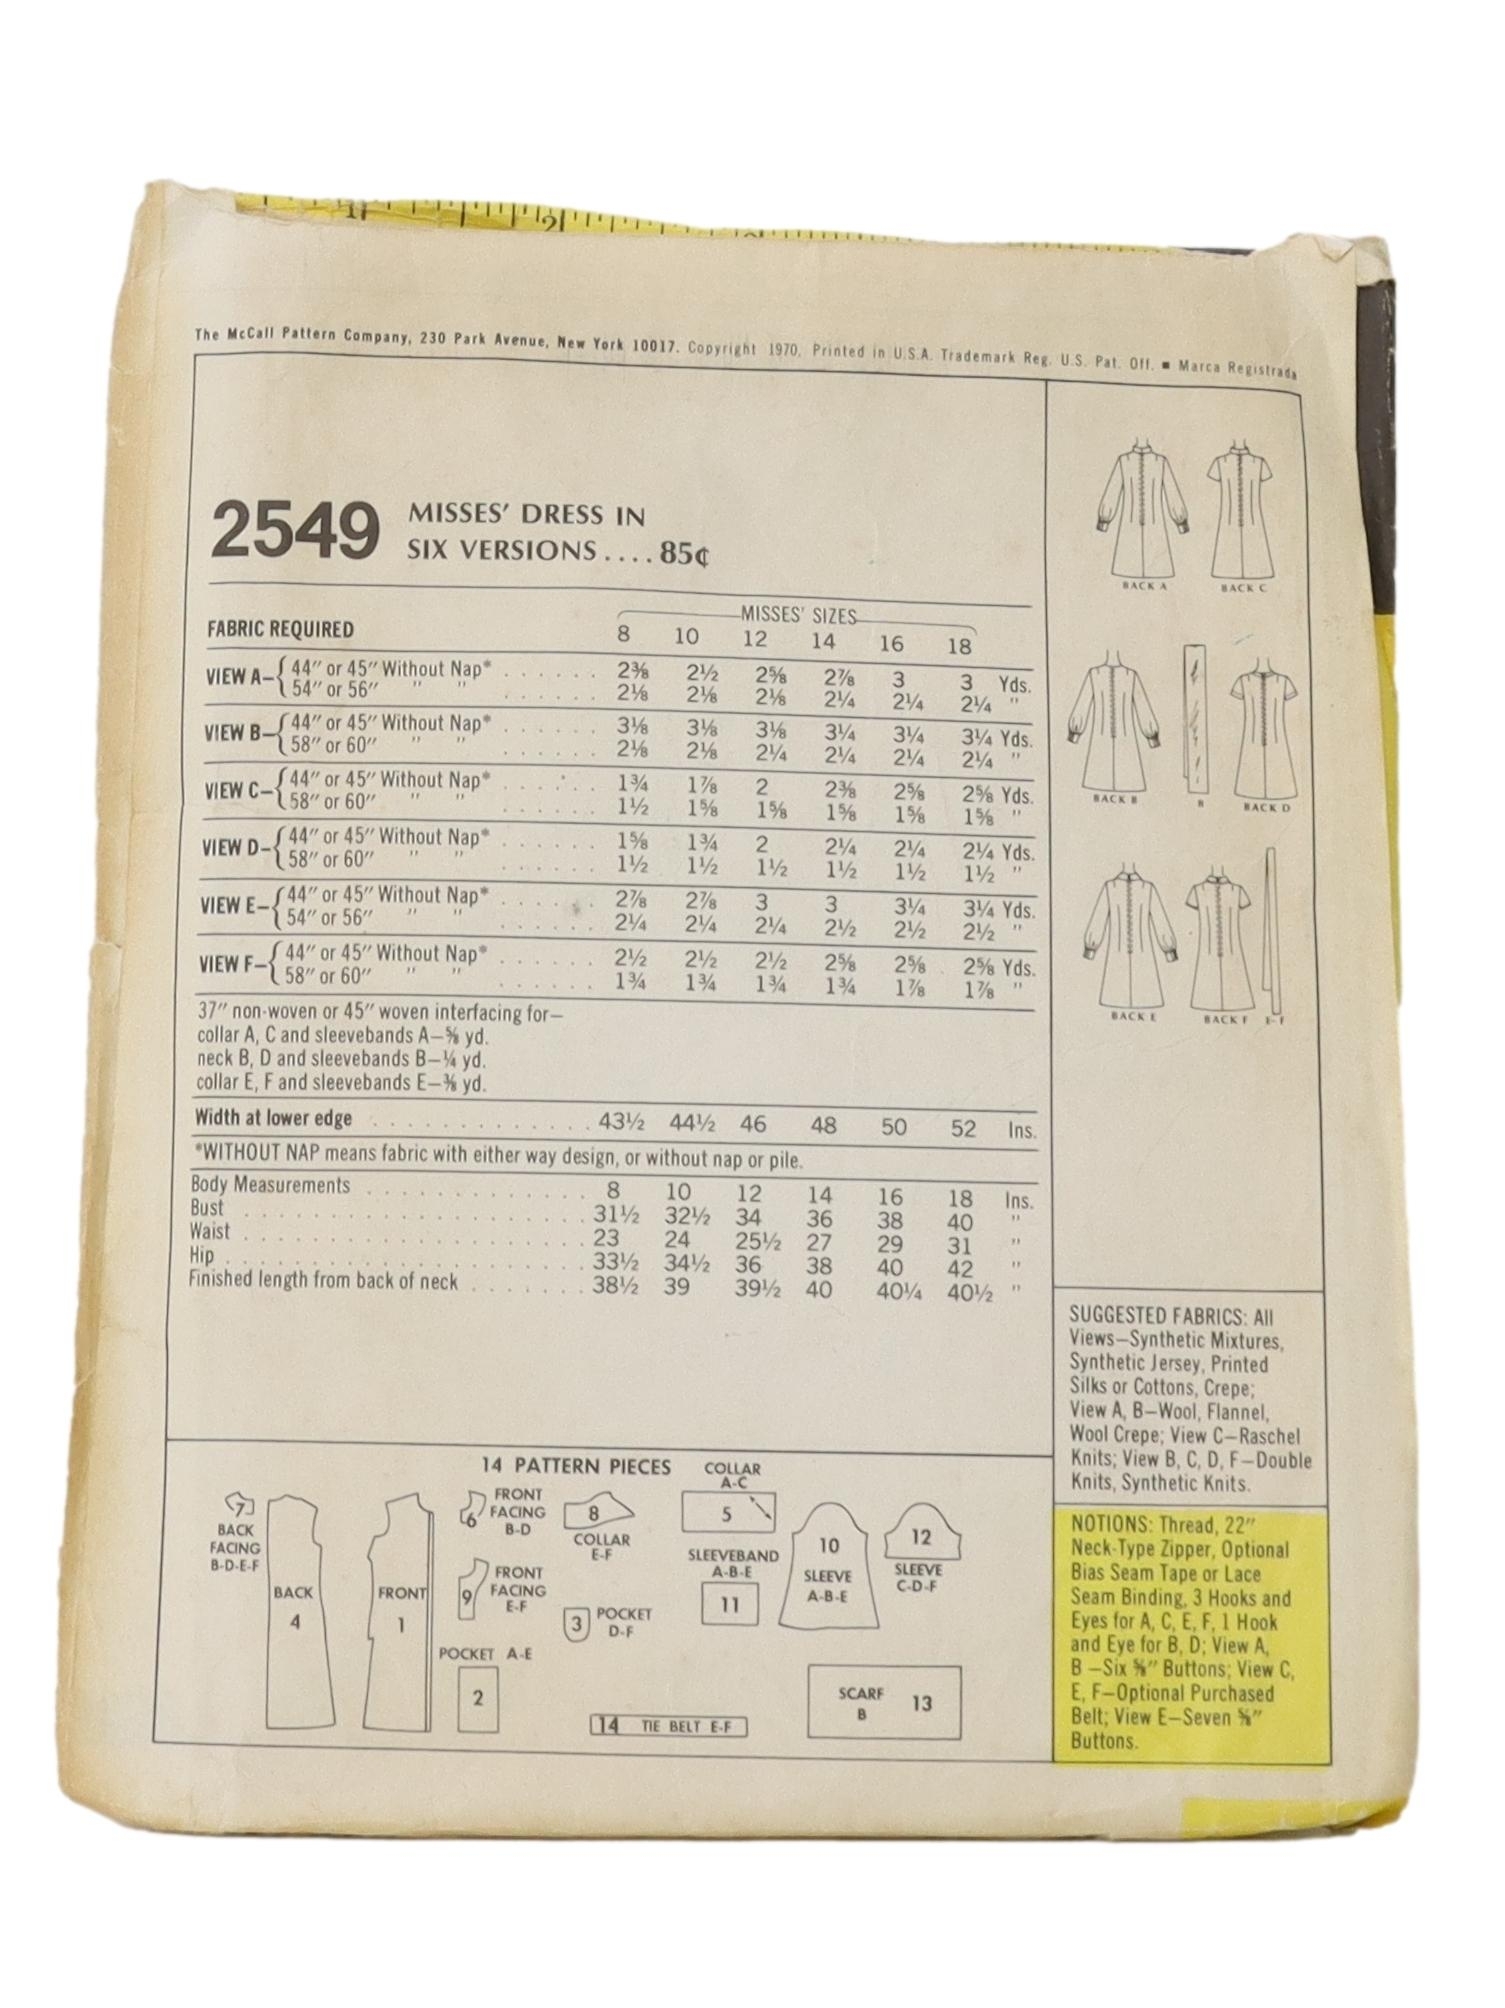 1 2
The McCall Pattern Company, 230 Park Avenue, New York 10017. Copyright 1970, Printed in U.S.A. Trademark Reg. U.S. Pat. Off. ■ Marca Registrada
2549 MISSES' DRESS IN
SIX VERSIONS .... 85¢
MISSES' SIZES
FABRIC REQUIRED 8 10 12 14 16 18
VIEW A— 44" or 45" Without Nap* . . . . . . 2⅜ 2½ 2⅝ 2⅞ 3 3 Yds.
54" or 56" " " . . . . . . 2⅛ 2⅛ 2⅛ 2¼ 2¼ 2¼ "
VIEW B— 44" or 45" Without Nap* . . . . . . 3⅛ 3⅛ 3⅛ 3¼ 3¼ 3¼ Yds.
58" or 60" " " . . . . . . 2⅛ 2⅛ 2¼ 2¼ 2¼ 2¼ "
VIEW C— 44" or 45" Without Nap* . . . . . . 1¾ 1⅞ 2 2⅜ 2⅝ 2⅝ Yds.
58" or 60" " " . . . . . . 1½ 1⅝ 1⅝ 1⅝ 1⅝ 1⅝ "
VIEW D— 44" or 45" Without Nap* . . . . . . 1⅝ 1¾ 2 2¼ 2¼ 2¼ Yds.
58" or 60" " " . . . . . . 1½ 1½ 1½ 1½ 1½ 1½ "
VIEW E— 44" or 45" Without Nap* . . . . . . 2⅞ 2⅞ 3 3 3¼ 3¼ Yds.
54" or 56" " " . . . . . . 2¼ 2¼ 2¼ 2½ 2½ 2½ "
VIEW F— 44" or 45" Without Nap* . . . . . . 2½ 2½ 2½ 2⅝ 2⅝ 2⅝ Yds.
58" or 60" " " . . . . . . 1¾ 1¾ 1¾ 1¾ 1⅞ 1⅞ "
37" non-woven or 45" woven interfacing for—
collar A, C and sleevebands A—⅝ yd.
neck B, D and sleevebands B—¼ yd.
collar E, F and sleevebands E—⅜ yd.
Width at lower edge . . . . . . . . . . . . 43½ 44½ 46 48 50 52 Ins.
*WITHOUT NAP means fabric with either way design, or without nap or pile.
Body Measurements . . . . . . . . . . . . 8 10 12 14 16 18 Ins.
Bust . . . . . . . . . . . . 31½ 32½ 34 36 38 40 "
Waist . . . . . . . . . . . . 23 24 25½ 27 29 31 "
Hip . . . . . . . . . . . . 33½ 34½ 36 38 40 42 "
Finished length from back of neck . . . . . . . 38½ 39 39½ 40 40¼ 40½ "
BACK A BACK C
BACK B B BACK D
BACK E BACK F E-F
SUGGESTED FABRICS: All
Views—Synthetic Mixtures,
Synthetic Jersey, Printed
Silks or Cottons, Crepe;
View A, B—Wool, Flannel,
Wool Crepe; View C—Raschel
Knits; View B, C, D, F—Double
Knits, Synthetic Knits.
NOTIONS: Thread, 22"
Neck-Type Zipper, Optional
Bias Seam Tape or Lace
Seam Binding, 3 Hooks and
Eyes for A, C, E, F, 1 Hook
and Eye for B, D; View A,
B—Six ⅝" Buttons; View C,
E, F—Optional Purchased
Belt; View E—Seven ⅝"
Buttons.
14 PATTERN PIECES
7
BACK
FACING
B-D-E-F
BACK
4
FRONT
1
6
FRONT
FACING
B-D
9
FRONT
FACING
E-F
POCKET A-E
2
8
COLLAR
E-F
3
POCKET
D-F
14 TIE BELT E-F
COLLAR
A-C
5
SLEEVEBAND
A-B-E
11
10
SLEEVE
A-B-E
12
SLEEVE
C-D-F
SCARF
B
13